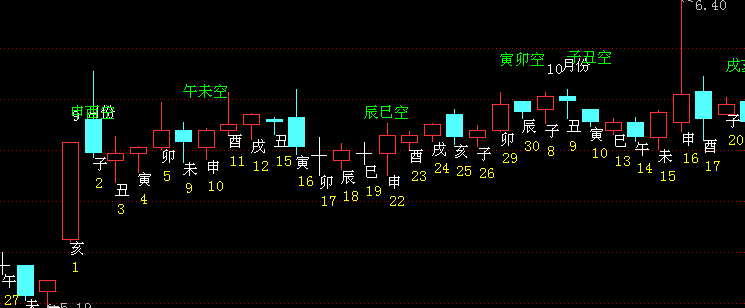 6.40
寅卯空 子丑空 戌亥
10月份
午未空
申酉空 辰巳空
9月份
亥 子 丑 寅 卯 未 申 酉 戌 丑 寅 卯 辰 巳 申 酉 戌 亥 子 卯 辰 子 丑 寅 巳 午 未 申 酉 子
1 2 3 4 5 9 10 11 12 15 16 17 18 19 22 23 24 25 26 29 30 8 9 10 13 14 15 16 17 20
午 未
27
5.19